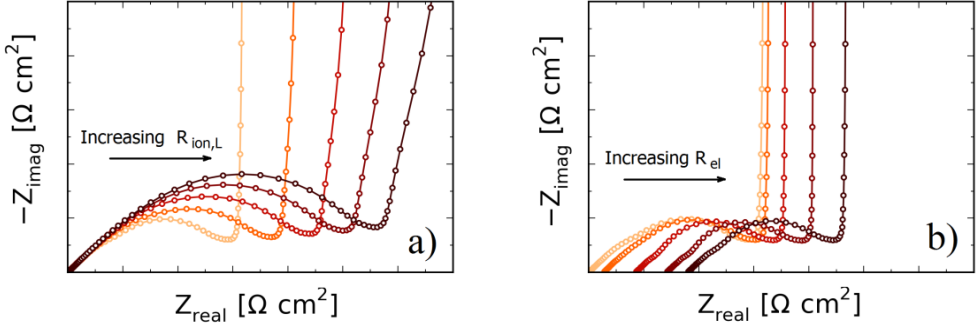 −Z_imag [Ω cm²]
Increasing R_ion,L
a)
Z_real [Ω cm²]
−Z_imag [Ω cm²]
Increasing R_el
b)
Z_real [Ω cm²]